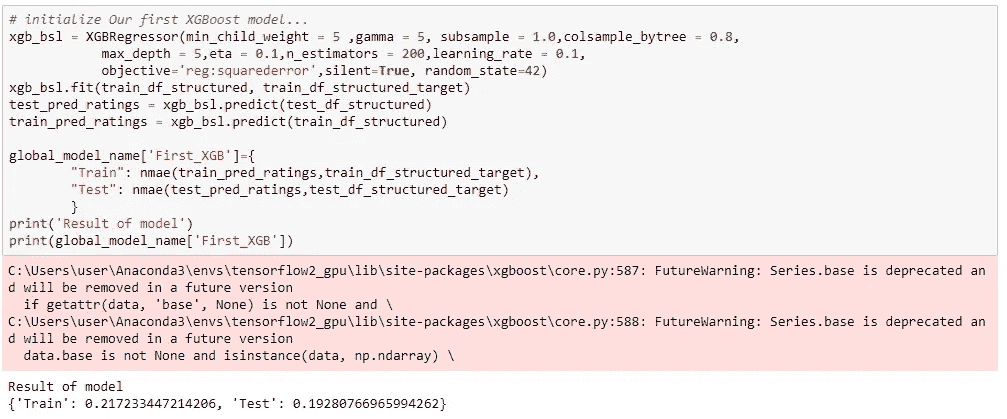 # initialize Our first XGBoost model...
xgb_bsl = XGBRegressor(min_child_weight = 5 ,gamma = 5, subsample = 1.0,colsample_bytree = 0.8,
            max_depth = 5,eta = 0.1,n_estimators = 200,learning_rate = 0.1,
            objective='reg:squarederror',silent=True, random_state=42)
xgb_bsl.fit(train_df_structured, train_df_structured_target)
test_pred_ratings = xgb_bsl.predict(test_df_structured)
train_pred_ratings = xgb_bsl.predict(train_df_structured)

global_model_name['First_XGB']={
        "Train": nmae(train_pred_ratings,train_df_structured_target),
        "Test": nmae(test_pred_ratings,test_df_structured_target)
        }
print('Result of model')
print(global_model_name['First_XGB'])
C:\Users\user\Anaconda3\envs\tensorflow2_gpu\lib\site-packages\xgboost\core.py:587: FutureWarning: Series.base is deprecated an
d will be removed in a future version
  if getattr(data, 'base', None) is not None and \
C:\Users\user\Anaconda3\envs\tensorflow2_gpu\lib\site-packages\xgboost\core.py:588: FutureWarning: Series.base is deprecated an
d will be removed in a future version
  data.base is not None and isinstance(data, np.ndarray) \
Result of model
{'Train': 0.217233447214206, 'Test': 0.19280766965994262}